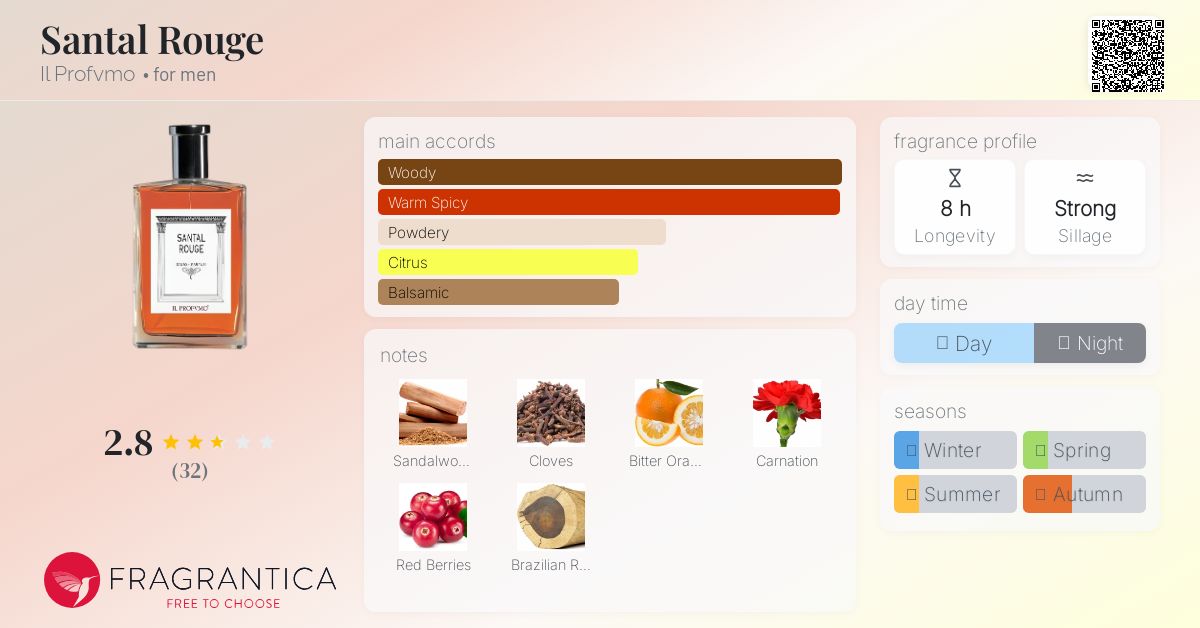 Santal Rouge
Il Profvmo • for men
main accords
Woody
Warm Spicy
Powdery
Citrus
Balsamic
fragrance profile
8 h
Longevity
Strong
Sillage
day time
Day
Night
seasons
Winter
Spring
Summer
Autumn
SANTAL
ROUGE
IL PROFVMO
2.8
(32)
notes
Sandalwo...
Cloves
Bitter Ora...
Carnation
Red Berries
Brazilian R...
FRAGRANTICA
FREE TO CHOOSE